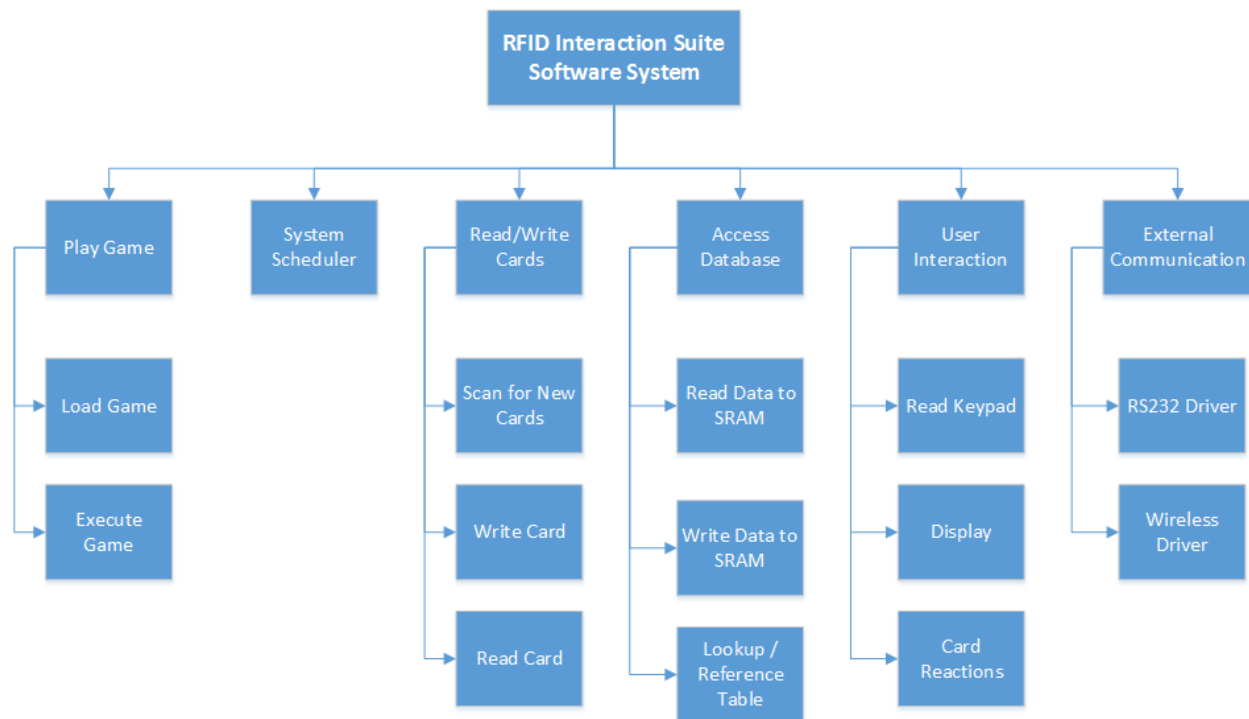 RFID Interaction Suite
Software System
Play Game
System
Scheduler
Read/Write
Cards
Access
Database
User
Interaction
External
Communication
Load Game
Scan for New
Cards
Read Data to
SRAM
Read Keypad
RS232 Driver
Execute
Game
Write Card
Write Data to
SRAM
Display
Wireless
Driver
Read Card
Lookup /
Reference
Table
Card
Reactions